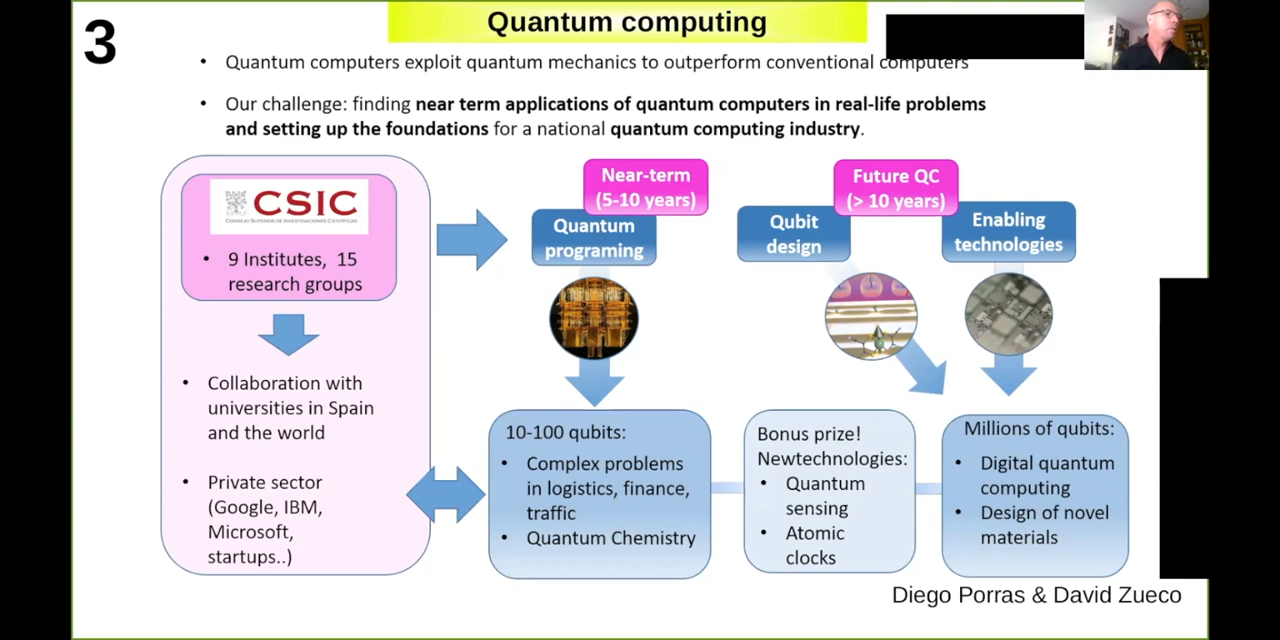 3
Quantum computing
• Quantum computers exploit quantum mechanics to outperform conventional computers
• Our challenge: finding near term applications of quantum computers in real-life problems
and setting up the foundations for a national quantum computing industry.
CSIC
CONSEJO SUPERIOR DE INVESTIGACIONES CIENTÍFICAS
• 9 Institutes, 15
research groups
• Collaboration with
universities in Spain
and the world
• Private sector
(Google, IBM,
Microsoft,
startups..)
Near-term
(5-10 years)
Quantum
programing
10-100 qubits:
• Complex problems
in logistics, finance,
traffic
• Quantum Chemistry
Future QC
(> 10 years)
Qubit
design
Enabling
technologies
Bonus prize!
Newtechnologies:
• Quantum
sensing
• Atomic
clocks
Millions of qubits:
• Digital quantum
computing
• Design of novel
materials
Diego Porras & David Zueco